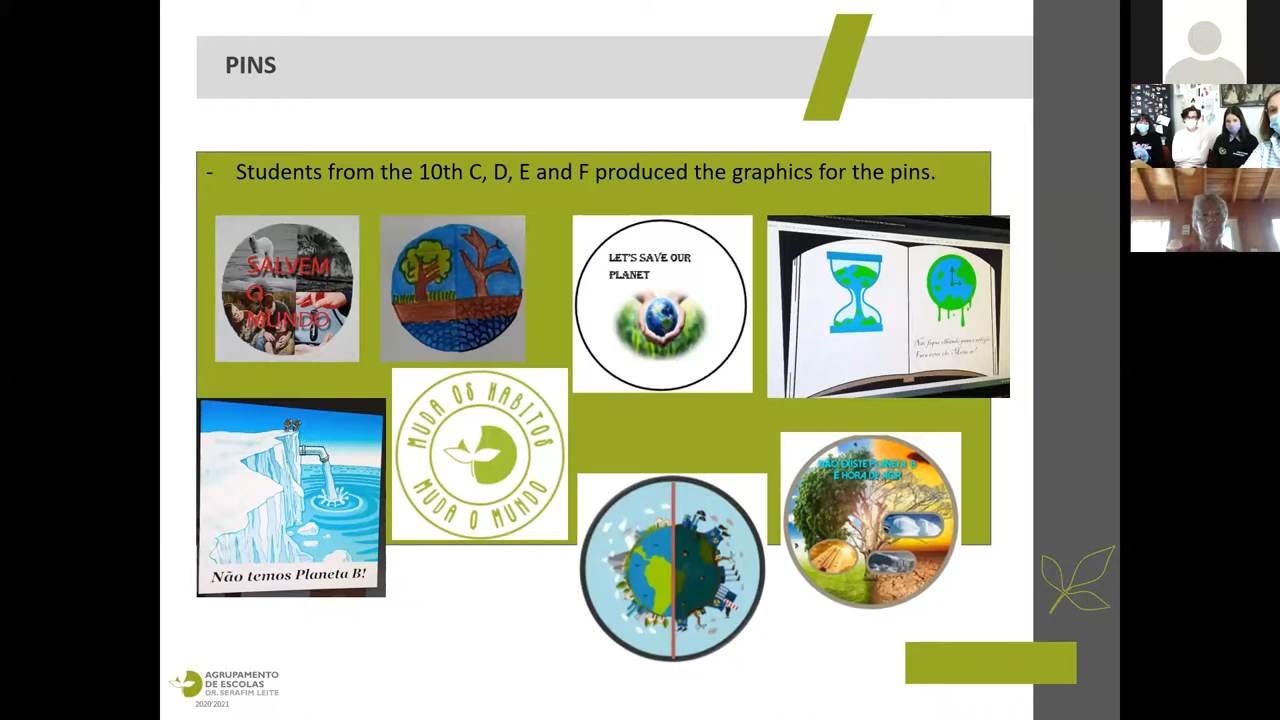 PINS
- Students from the 10th C, D, E and F produced the graphics for the pins.
SALVEM
O
MUNDO
LET'S SAVE OUR
PLANET
MUDA OS HABITOS
MUDA O MUNDO
Não temos Planeta B!
NÃO EXISTE PLANETA B
É HORA DE AGIR
AGRUPAMENTO
DE ESCOLAS
DR. SERAFIM LEITE
2020'2021